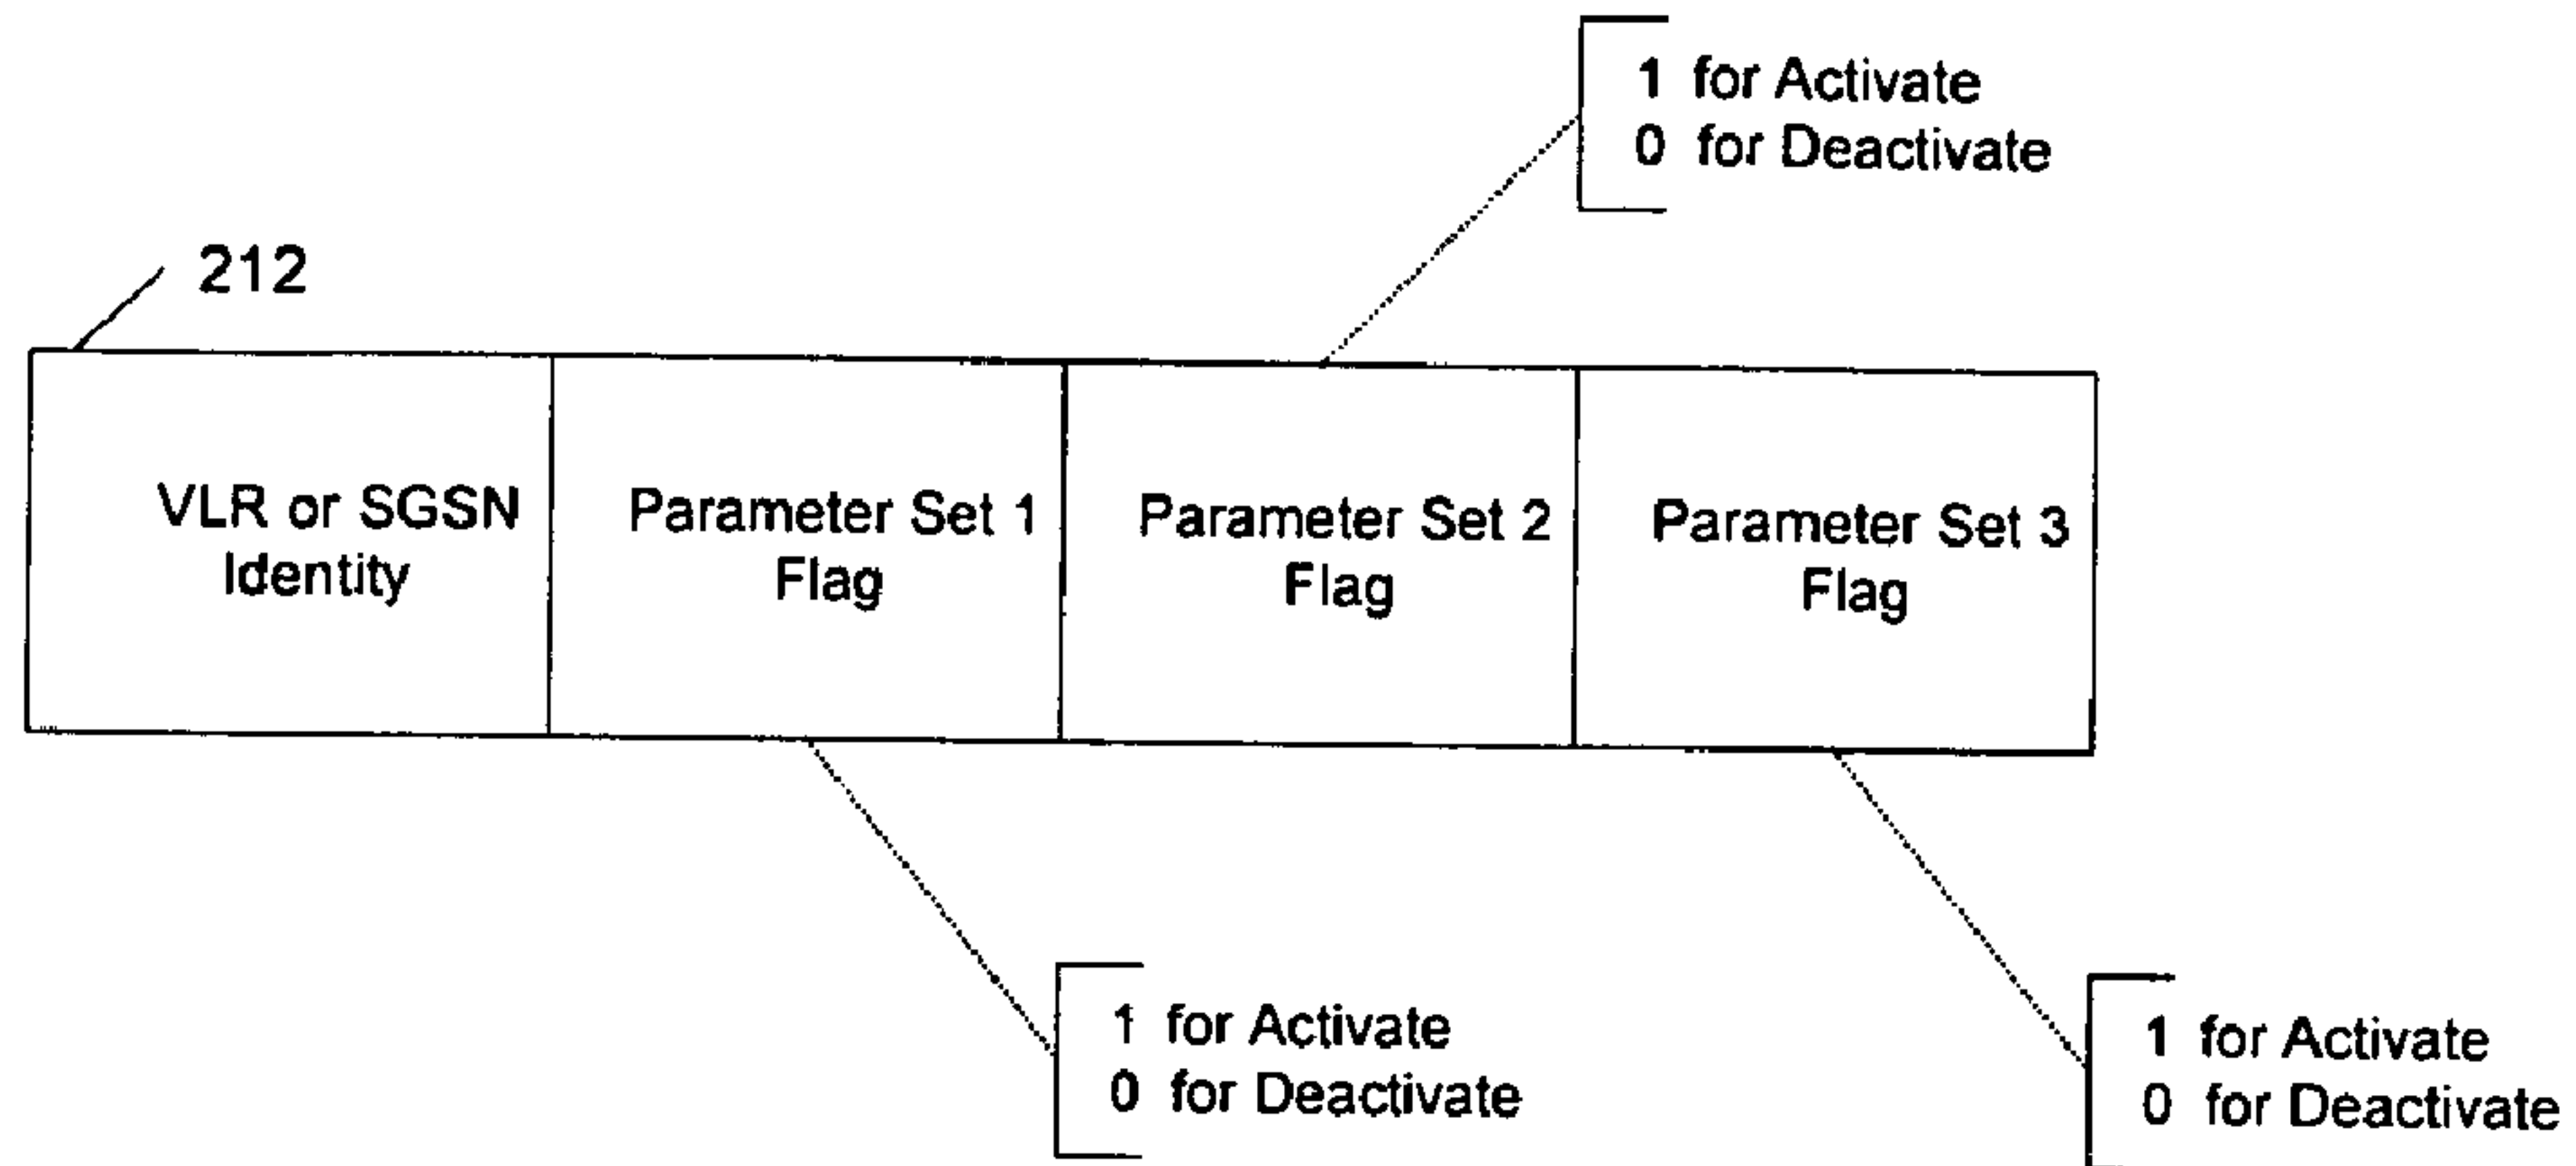 1 for Activate
0 for Deactivate
212
VLR or SGSN
Identity
Parameter Set 1
Flag
Parameter Set 2
Flag
Parameter Set 3
Flag
1 for Activate
0 for Deactivate
1 for Activate
0 for Deactivate